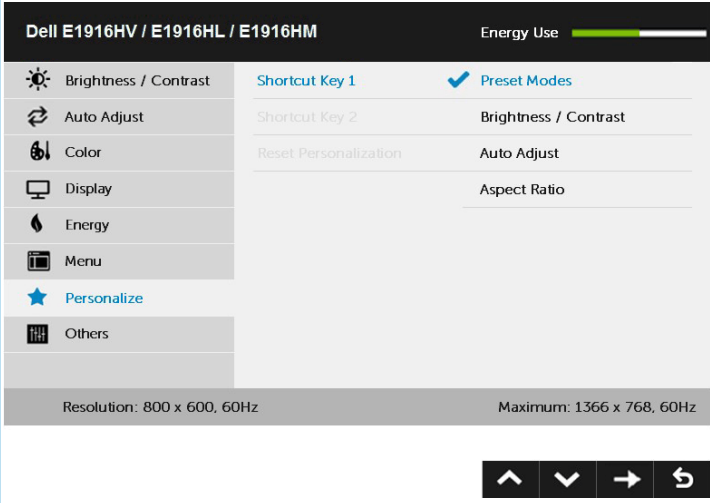 Dell E1916HV / E1916HL / E1916HM
Energy Use
Brightness / Contrast
Shortcut Key 1
Preset Modes
Auto Adjust
Shortcut Key 2
Brightness / Contrast
Color
Reset Personalization
Auto Adjust
Display
Aspect Ratio
Energy
Menu
Personalize
Others
Resolution: 800 x 600, 60Hz
Maximum: 1366 x 768, 60Hz